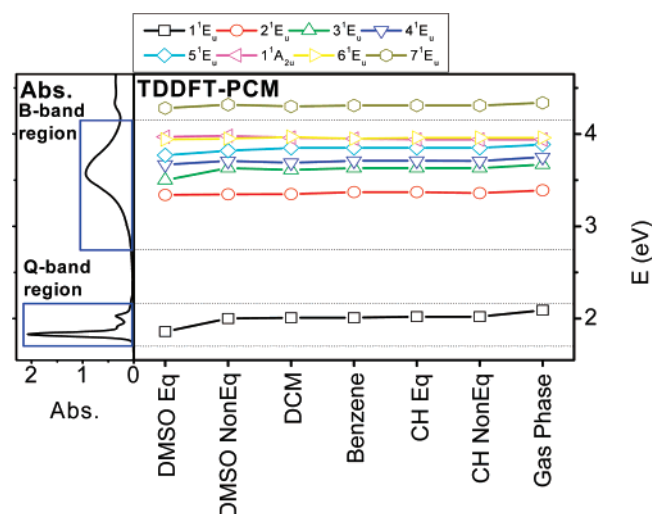 1¹Eᵤ 2¹Eᵤ 3¹Eᵤ 4¹Eᵤ
5¹Eᵤ 1¹A₂ᵤ 6¹Eᵤ 7¹Eᵤ
Abs.
B-band
region
TDDFT-PCM
Q-band
region
4
3
2
E (eV)
2 1 0
Abs.
DMSO Eq
DMSO NonEq
DCM
Benzene
CH Eq
CH NonEq
Gas Phase